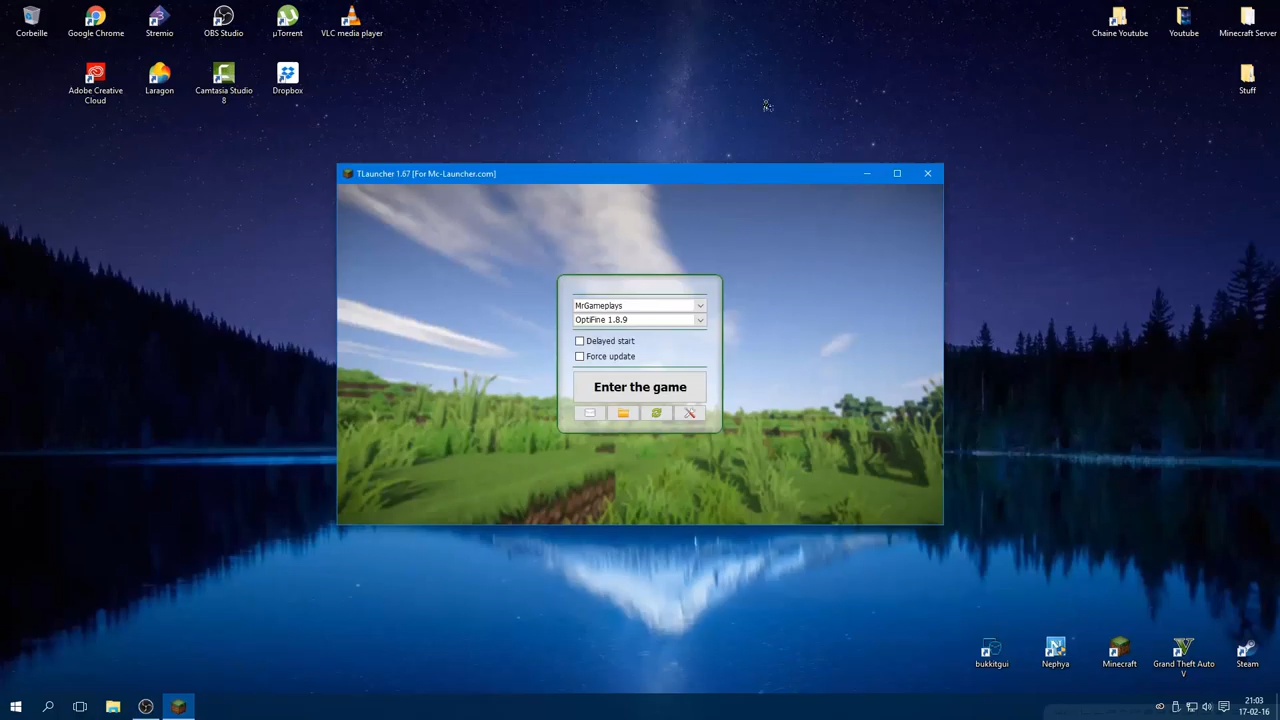 Corbeille
Google Chrome
Stremio
OBS Studio
µTorrent
VLC media player
Chaine Youtube
Youtube
Minecraft Server
Adobe Creative
Cloud
Laragon
Camtasia Studio
8
Dropbox
Stuff
TLauncher 1.67 [For Mc-Launcher.com]
MrGameplays
OptiFine 1.8.9
Delayed start
Force update
Enter the game
bukkitgui
Nephya
Minecraft
Grand Theft Auto
V
Steam
21:03
17-02-16